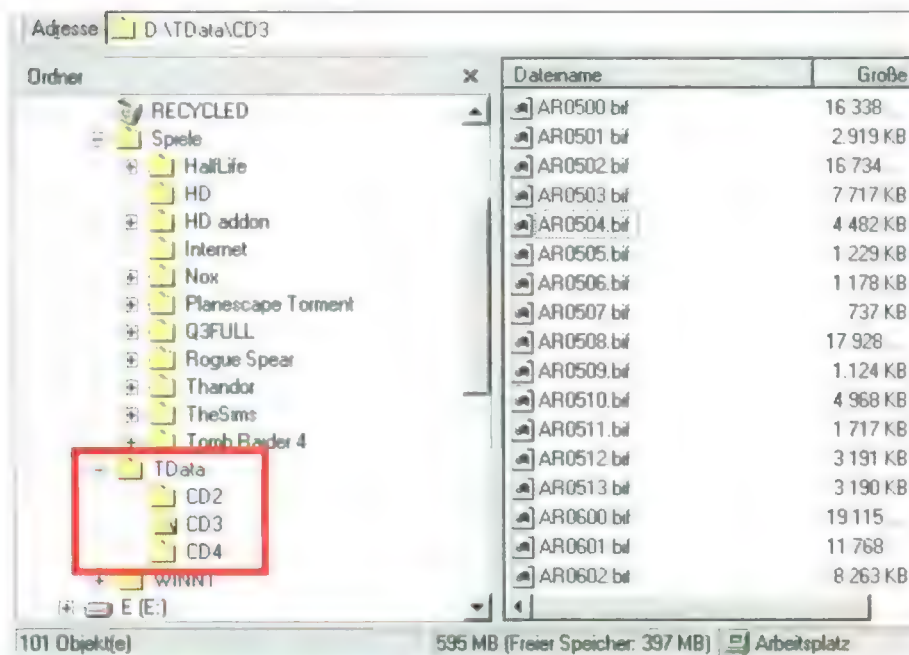 Adresse D:\TData\CD3
Ordner
RECYCLED
Spiele
HalfLife
HD
HD addon
Internet
Nox
Planescape Torment
Q3FULL
Rogue Spear
Thandor
TheSims
Tomb Raider 4
TData
CD2
CD3
CD4
WINNT
E (E:)
Dateiname Größe
AR0500.bif 16 338 ...
AR0501.bif 2.919 KB
AR0502.bif 16 734 ...
AR0503.bif 7 717 KB
AR0504.bif 4 482 KB
AR0505.bif 1 229 KB
AR0506.bif 1 178 KB
AR0507.bif 737 KB
AR0508.bif 17 928 ...
AR0509.bif 1.124 KB
AR0510.bif 4 968 KB
AR0511.bif 1 717 KB
AR0512.bif 3 191 KB
AR0513.bif 3 190 KB
AR0600.bif 19 115 ...
AR0601.bif 11 768 ...
AR0602.bif 8 263 KB
101 Objekt(e) 595 MB (Freier Speicher: 397 MB) Arbeitsplatz